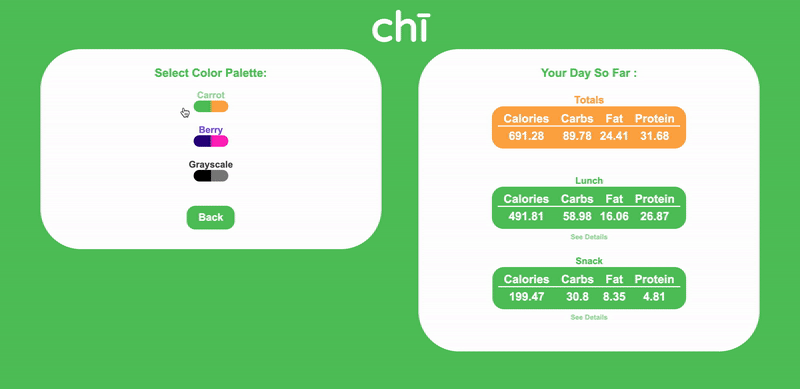 chī
Select Color Palette:
Carrot
Berry
Grayscale
Back
Your Day So Far :
Totals
Calories Carbs Fat Protein
691.28 89.78 24.41 31.68
Lunch
Calories Carbs Fat Protein
491.81 58.98 16.06 26.87
See Details
Snack
Calories Carbs Fat Protein
199.47 30.8 8.35 4.81
See Details